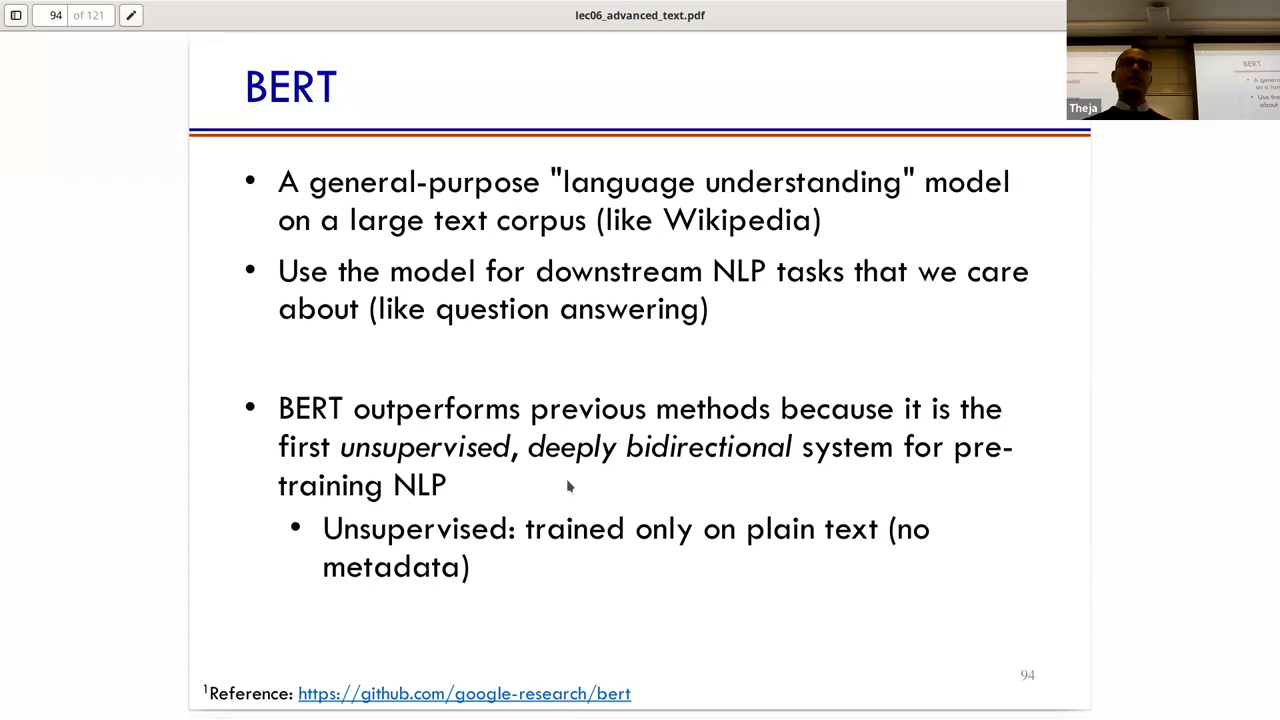 94 of 121
lec06_advanced_text.pdf
Theja
BERT
• A general-purpose "language understanding" model
on a large text corpus (like Wikipedia)
• Use the model for downstream NLP tasks that we care
about (like question answering)
• BERT outperforms previous methods because it is the
first unsupervised, deeply bidirectional system for pre-
training NLP
• Unsupervised: trained only on plain text (no
metadata)
94
1Reference: https://github.com/google-research/bert